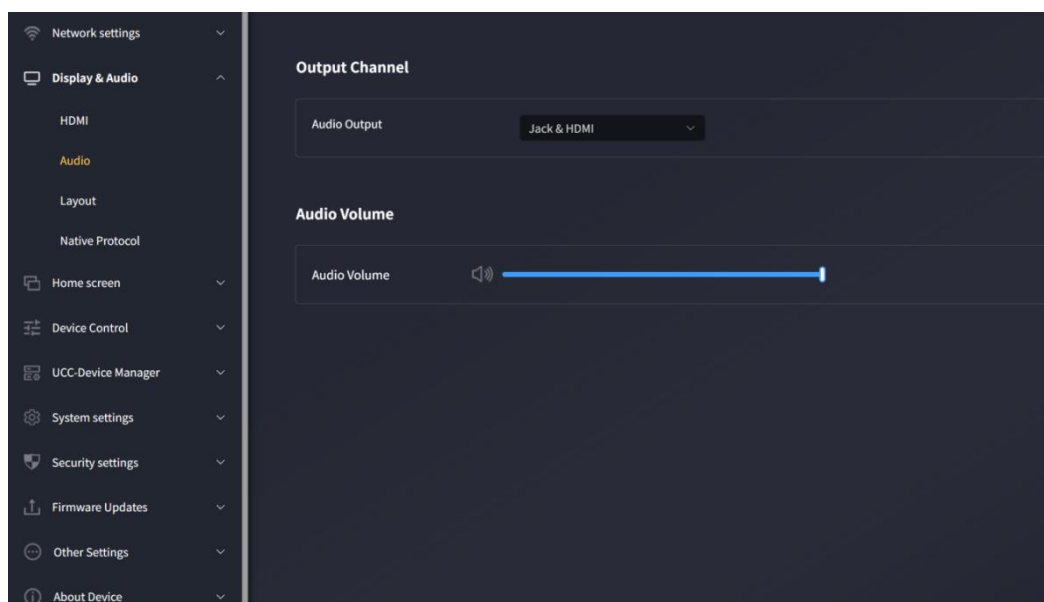 Network settings
Display & Audio
HDMI
Audio
Layout
Native Protocol
Home screen
Device Control
UCC-Device Manager
System settings
Security settings
Firmware Updates
Other Settings
About Device
Output Channel
Audio Output
Jack & HDMI
Audio Volume
Audio Volume